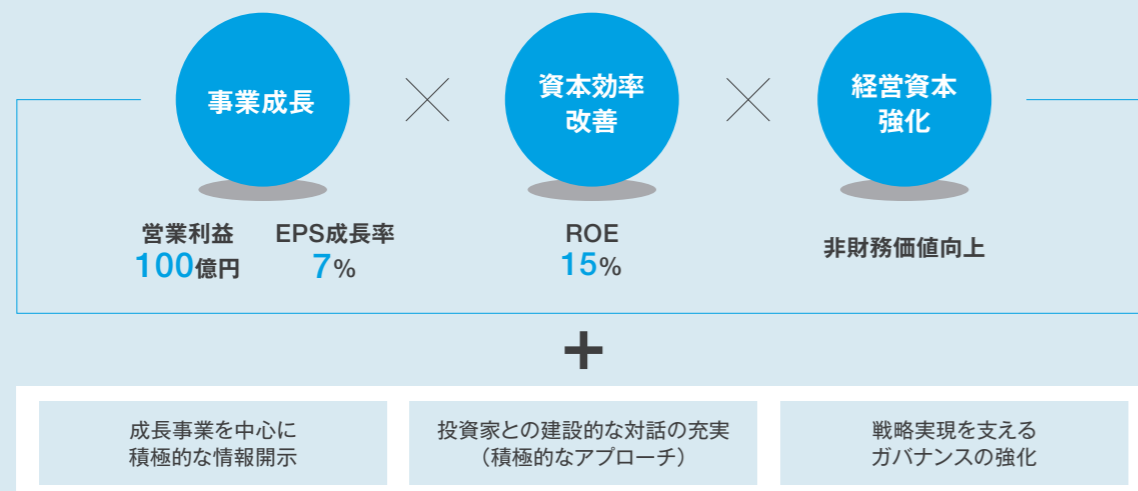 事業成長
資本効率
改善
経営資本
強化
営業利益
100億円
EPS成長率
7%
ROE
15%
非財務価値向上
成長事業を中心に
積極的な情報開示
投資家との建設的な対話の充実
（積極的なアプローチ）
戦略実現を支える
ガバナンスの強化